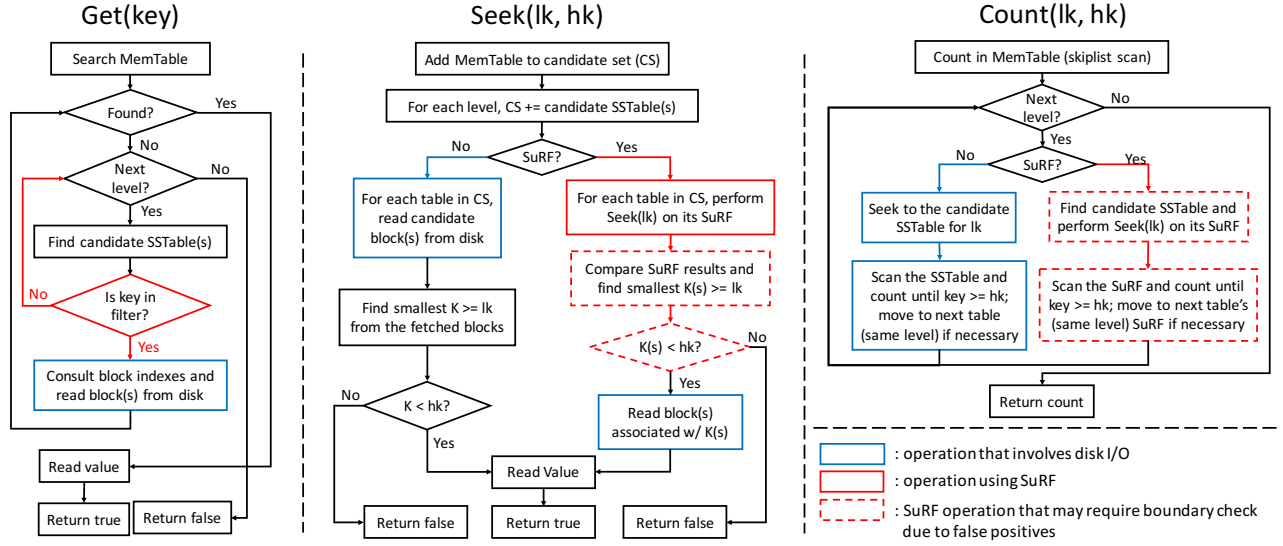 Get(key)
Search MemTable
Found?
Yes
No
Next
level?
No
Yes
Find candidate SSTable(s)
Is key in
filter?
No
Yes
Consult block indexes and
read block(s) from disk
Read value
Return true
Return false
Seek(lk, hk)
Add MemTable to candidate set (CS)
For each level, CS += candidate SSTable(s)
SuRF?
No
Yes
For each table in CS,
read candidate
block(s) from disk
For each table in CS, perform
Seek(lk) on its SuRF
Compare SuRF results and
find smallest K(s) >= lk
Find smallest K >= lk
from the fetched blocks
K(s) < hk?
No
Yes
K < hk?
No
Yes
Read block(s)
associated w/ K(s)
Read Value
Return false
Return true
Return false
Count(lk, hk)
Count in MemTable (skiplist scan)
Next
level?
No
Yes
SuRF?
No
Yes
Seek to the candidate
SSTable for lk
Find candidate SSTable and
perform Seek(lk) on its SuRF
Scan the SSTable and
count until key >= hk;
move to next table
(same level) if necessary
Scan the SuRF and count until
key >= hk; move to next table's
(same level) SuRF if necessary
Return count
: operation that involves disk I/O
: operation using SuRF
: SuRF operation that may require boundary check
due to false positives